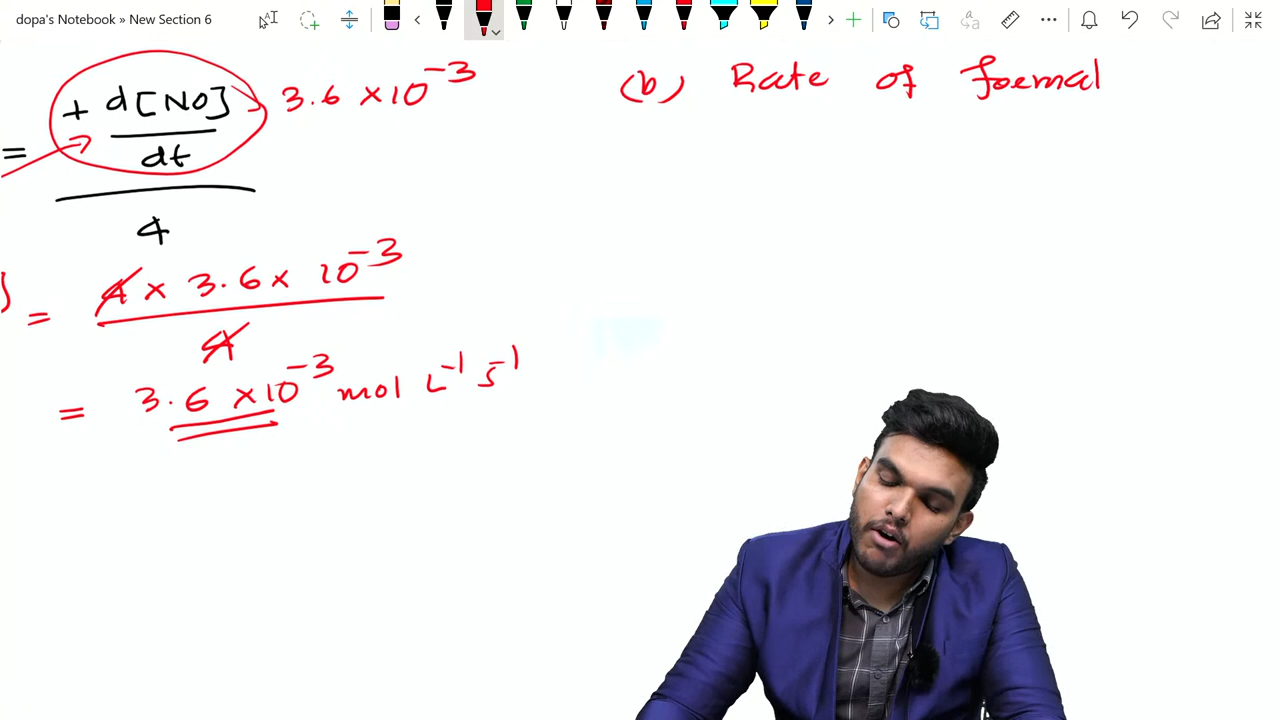 dopa's Notebook » New Section 6
= + d[NO] / dt / 4
3.6 × 10⁻³
= 4 × 3.6 × 10⁻³ / 4
= 3.6 × 10⁻³ mol L⁻¹ S⁻¹
(b) Rate of formal